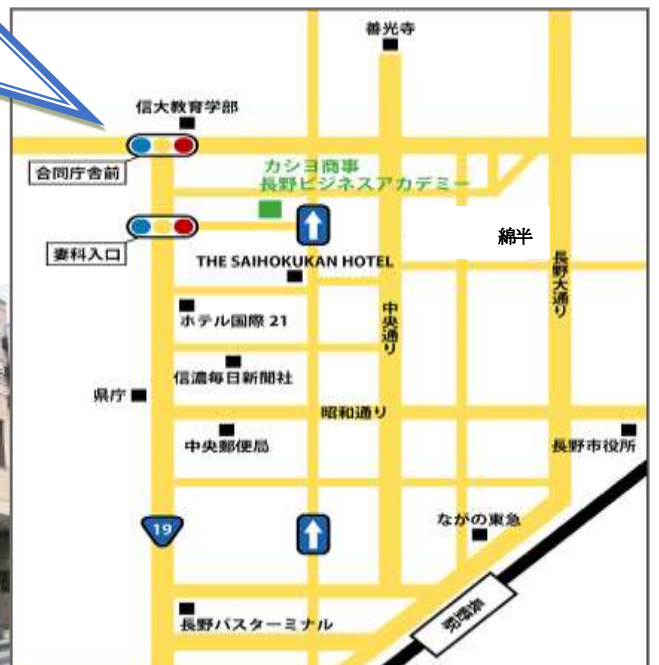 善光寺
信大教育学部
合同庁舎前
カシヨ商事
長野ビジネスアカデミー
綿半
妻科入口
THE SAIHOKUKAN HOTEL
長野大通り
ホテル国際 21
中央通り
信濃毎日新聞社
県庁
昭和通り
中央郵便局
長野市役所
ながの東急
19
長野駅
長野バスターミナル